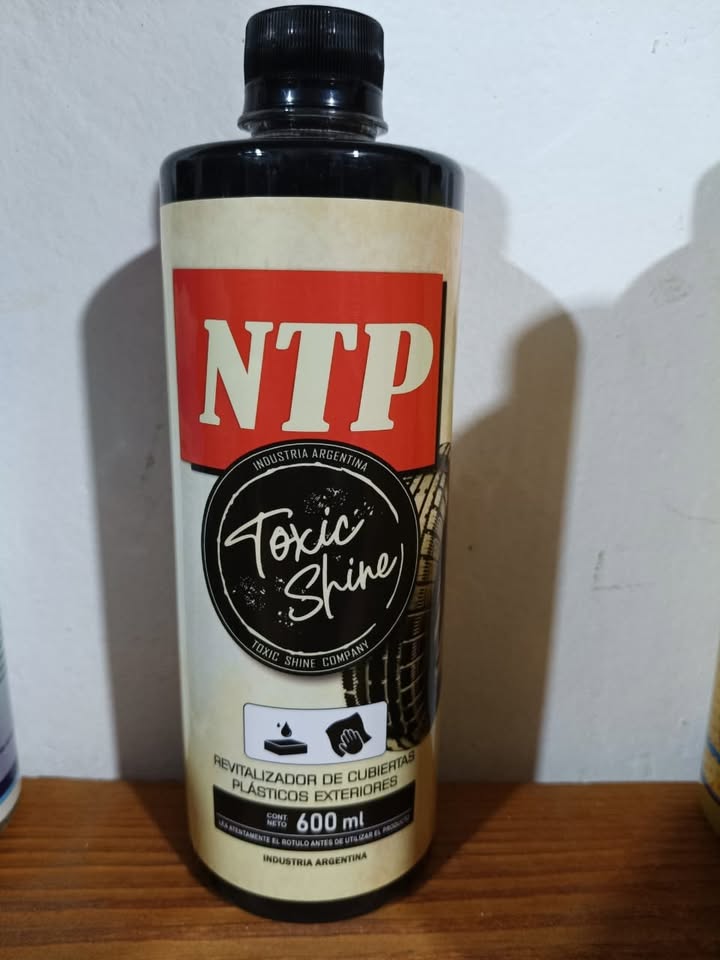 NTP
INDUSTRIA ARGENTINA
Toxic
Shine
TOXIC SHINE COMPANY
REVITALIZADOR DE CUBIERTAS
PLÁSTICOS EXTERIORES
CONT.
NETO 600 ml
LEA ATENTAMENTE EL ROTULO ANTES DE UTILIZAR EL PRODUCTO
INDUSTRIA ARGENTINA